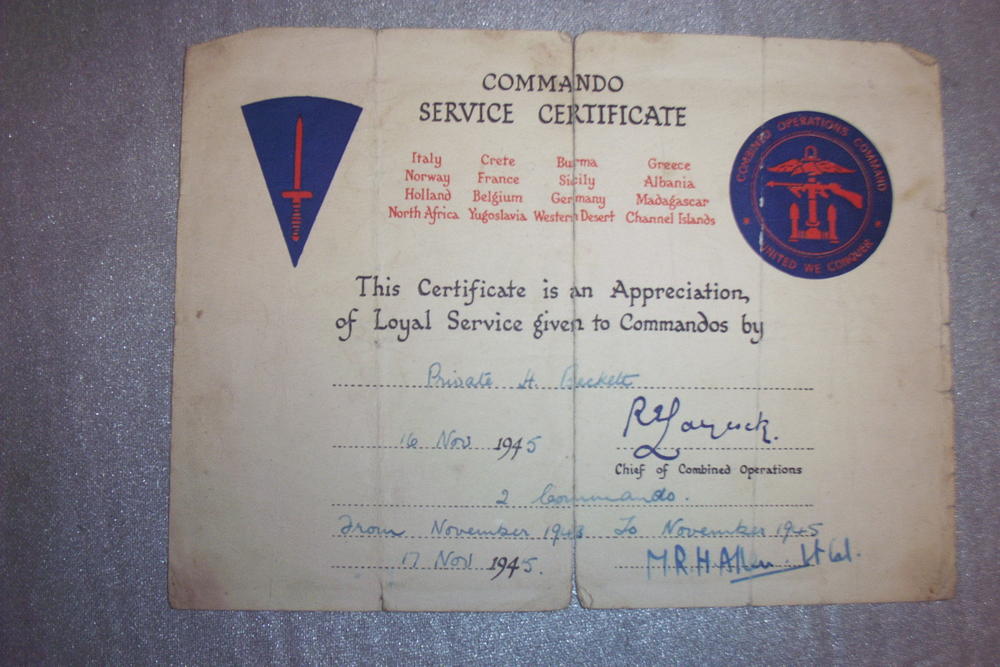 COMMANDO
SERVICE CERTIFICATE
Italy Crete Burma Greece
Norway France Sicily Albania
Holland Belgium Germany Madagascar
North Africa Yugoslavia Western Desert Channel Islands
COMBINED OPERATIONS COMMAND
UNITED WE CONQUER
This Certificate is an Appreciation,
of Loyal Service given to Commandos by
Private H. Beckett
16 Nov 1945
R E Laycock.
Chief of Combined Operations
2 Commando.
From November 1943 To November 1945
17 Nov 1945.
M.R.H Allen Lt Col.